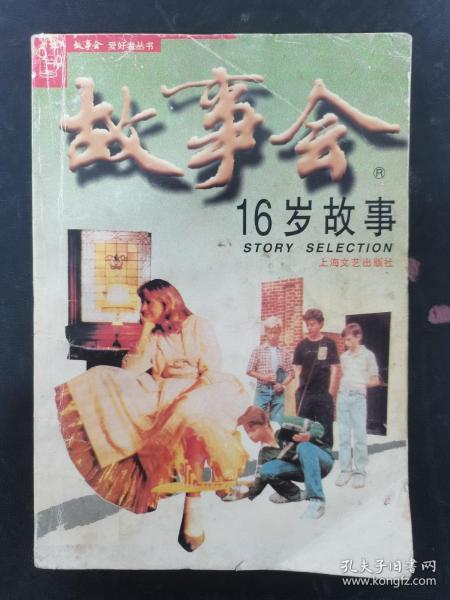 故事会 爱好者丛书
故事会
®
16岁故事
STORY SELECTION
上海文艺出版社
孔夫子旧书网
www.kongfz.com